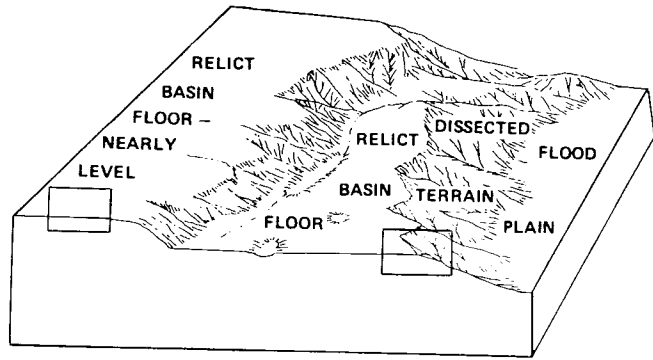 RELICT
BASIN
FLOOR –
NEARLY
LEVEL
RELICT
BASIN
FLOOR
DISSECTED
TERRAIN
FLOOD
PLAIN